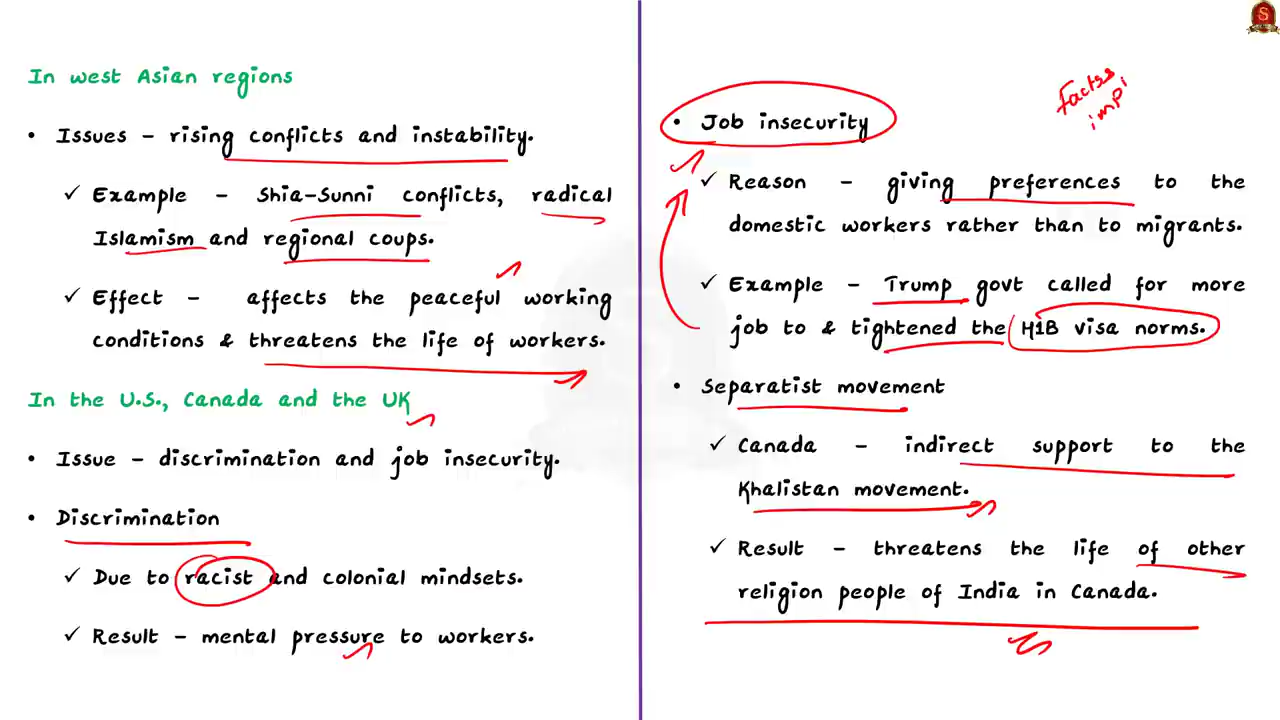 In west Asian regions
• Issues – rising conflicts and instability.
✓ Example – Shia-Sunni conflicts, radical
Islamism and regional coups.
✓ Effect – affects the peaceful working
conditions & threatens the life of workers.
In the U.S., Canada and the UK
• Issue – discrimination and job insecurity.
• Discrimination
✓ Due to racist and colonial mindsets.
✓ Result – mental pressure to workers.
Facts
imp
• Job insecurity
✓ Reason – giving preferences to the
domestic workers rather than to migrants.
✓ Example – Trump govt called for more
job to & tightened the H1B visa norms.
• Separatist movement
✓ Canada – indirect support to the
Khalistan movement.
✓ Result – threatens the life of other
religion people of India in Canada.